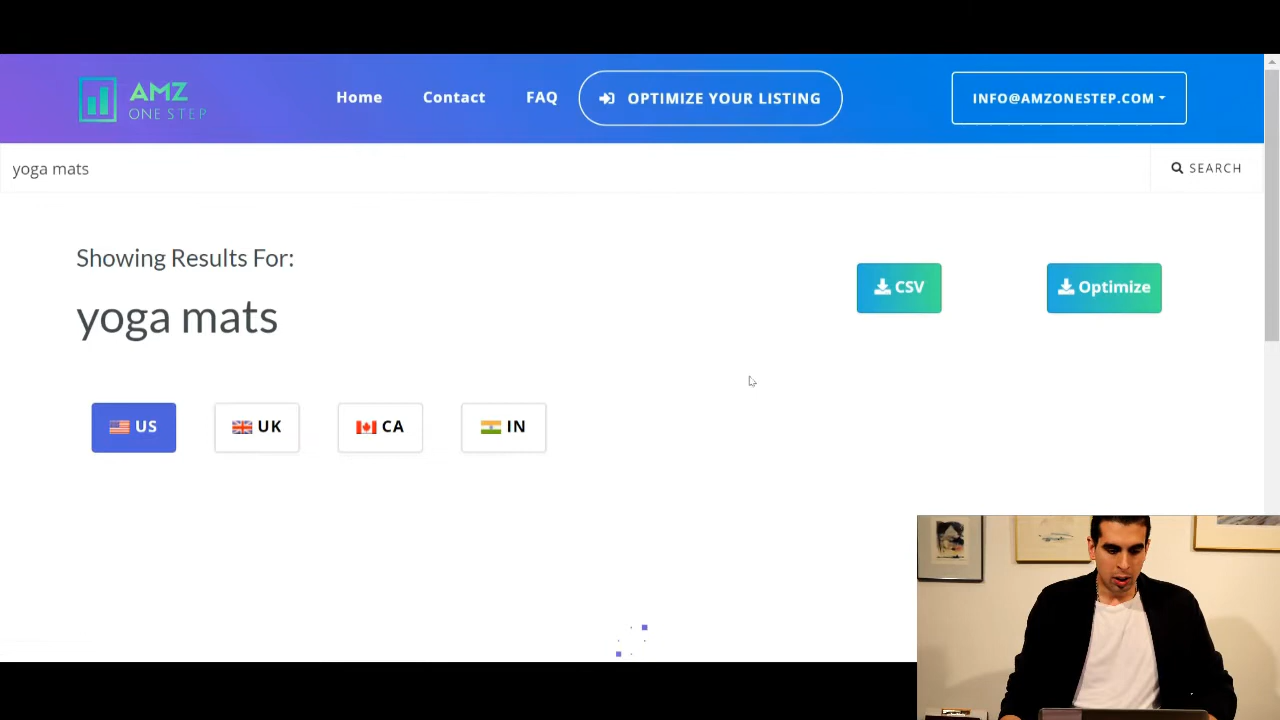 AMZ
ONE STEP
Home
Contact
FAQ
OPTIMIZE YOUR LISTING
INFO@AMZONESTEP.COM
yoga mats
SEARCH
Showing Results For:
yoga mats
CSV
Optimize
US
UK
CA
IN